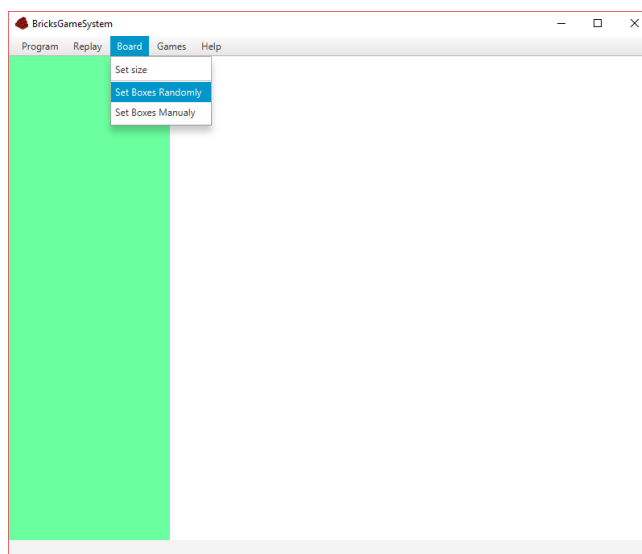 BricksGameSystem
Program Replay Board Games Help
Set size
Set Boxes Randomly
Set Boxes Manualy